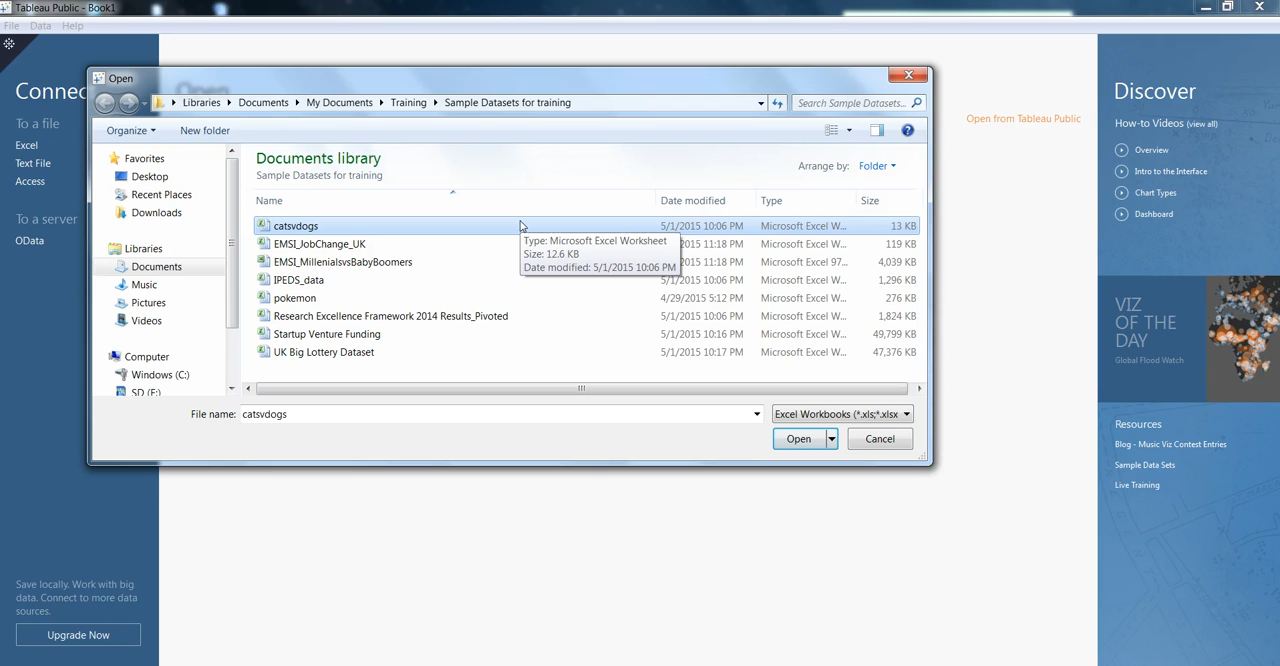 Tableau Public - Book1
File Data Help
Connec
To a file
Excel
Text File
Access
To a server
OData
Save locally. Work with big
data. Connect to more data
sources.
Upgrade Now
Open
Open
Libraries Documents My Documents Training Sample Datasets for training
Search Sample Datasets...
Organize New folder
Favorites
Desktop
Recent Places
Downloads
Libraries
Documents
Music
Pictures
Videos
Computer
Windows (C:)
SD (F:)
Documents library
Sample Datasets for training
Arrange by: Folder
Name Date modified Type Size
catsvdogs 5/1/2015 10:06 PM Microsoft Excel W... 13 KB
EMSI_JobChange_UK 2015 11:18 PM Microsoft Excel W... 119 KB
EMSI_MillenialsvsBabyBoomers 2015 11:18 PM Microsoft Excel 97... 4,039 KB
IPEDS_data 5/1/2015 10:06 PM Microsoft Excel W... 1,296 KB
pokemon 4/29/2015 5:12 PM Microsoft Excel W... 276 KB
Research Excellence Framework 2014 Results_Pivoted 5/1/2015 10:06 PM Microsoft Excel W... 1,824 KB
Startup Venture Funding 5/1/2015 10:16 PM Microsoft Excel W... 49,799 KB
UK Big Lottery Dataset 5/1/2015 10:17 PM Microsoft Excel W... 47,376 KB
Type: Microsoft Excel Worksheet
Size: 12.6 KB
Date modified: 5/1/2015 10:06 PM
File name: catsvdogs Excel Workbooks (*.xls;*.xlsx
Open Cancel
Open from Tableau Public
Discover
How-to Videos (view all)
Overview
Intro to the Interface
Chart Types
Dashboard
VIZ
OF THE
DAY
Global Flood Watch
Resources
Blog - Music Viz Contest Entries
Sample Data Sets
Live Training